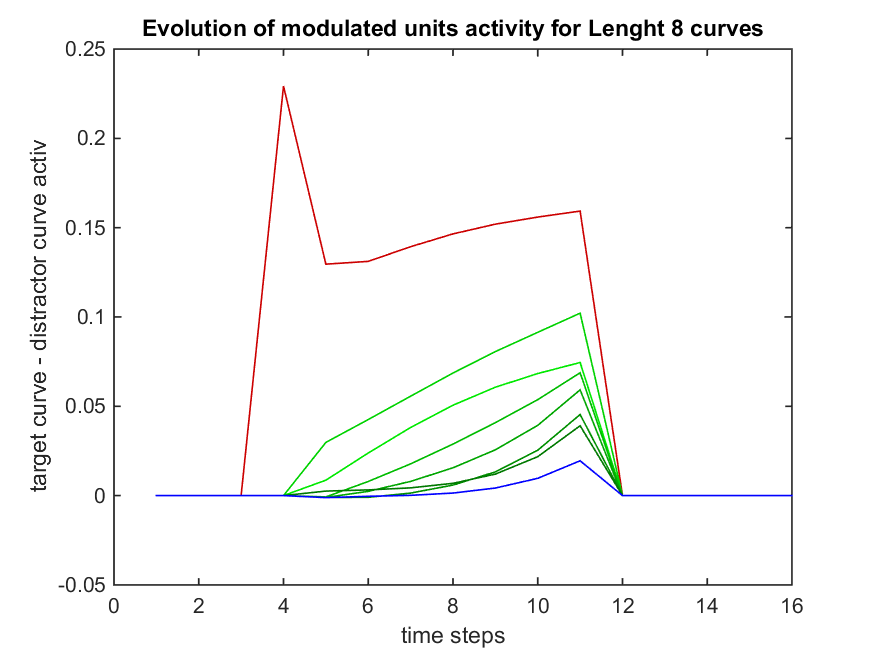 Evolution of modulated units activity for Lenght 8 curves
target curve - distractor curve activ
0.25
0.2
0.15
0.1
0.05
0
-0.05
0 2 4 6 8 10 12 14 16
time steps